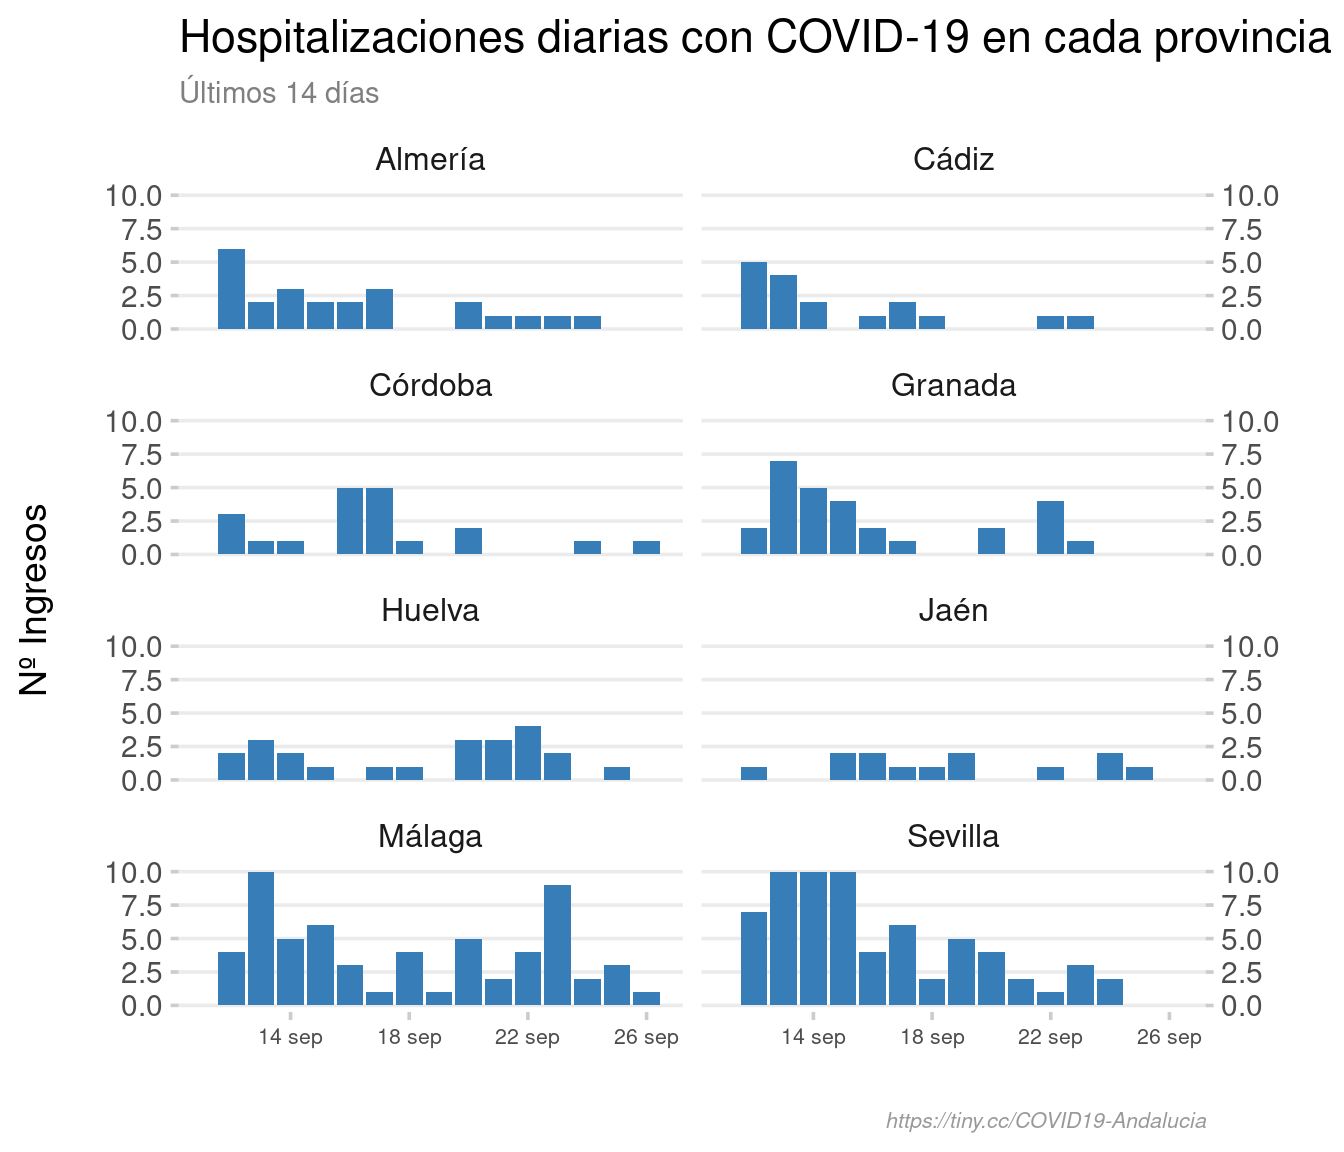 Hospitalizaciones diarias con COVID-19 en cada provincia
Últimos 14 días
Almería Cádiz
10.0 10.0
7.5 7.5
5.0 5.0
2.5 2.5
0.0 0.0
Córdoba Granada
10.0 10.0
7.5 7.5
5.0 5.0
2.5 2.5
0.0 0.0
Nº Ingresos
Huelva Jaén
10.0 10.0
7.5 7.5
5.0 5.0
2.5 2.5
0.0 0.0
Málaga Sevilla
10.0 10.0
7.5 7.5
5.0 5.0
2.5 2.5
0.0 0.0
14 sep 18 sep 22 sep 26 sep 14 sep 18 sep 22 sep 26 sep
https://tiny.cc/COVID19-Andalucia